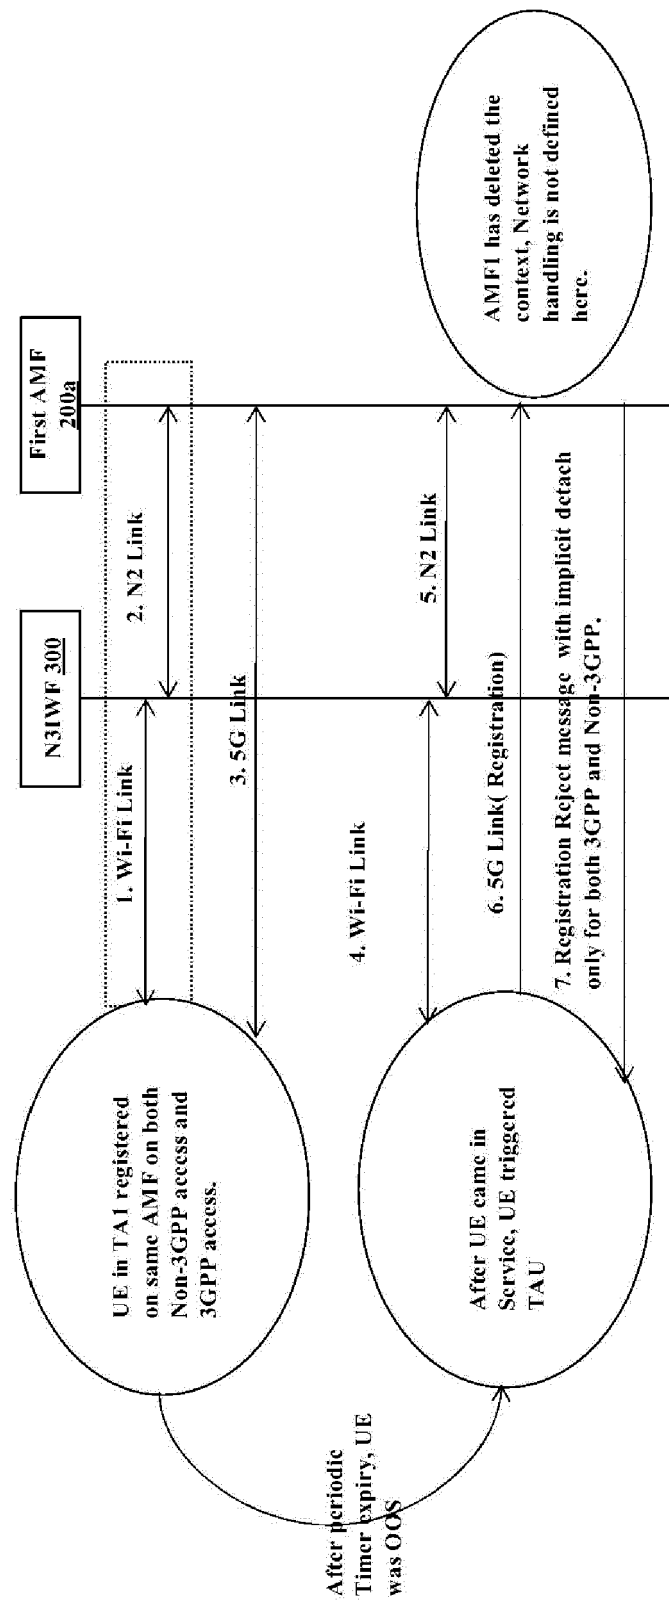 N3IWF 300
First AMF
200a
1. Wi-Fi Link
2. N2 Link
3. 5G Link
UE in TA1 registered
on same AMF on both
Non-3GPP access and
3GPP access.
After periodic
Timer expiry, UE
was OOS
4. Wi-Fi Link
5. N2 Link
6. 5G Link( Registration)
After UE came in
Service, UE triggered
TAU
7. Registration Reject message with implicit detach
only for both 3GPP and Non-3GPP.
AMF1 has deleted the
context, Network
handling is not defined
here.